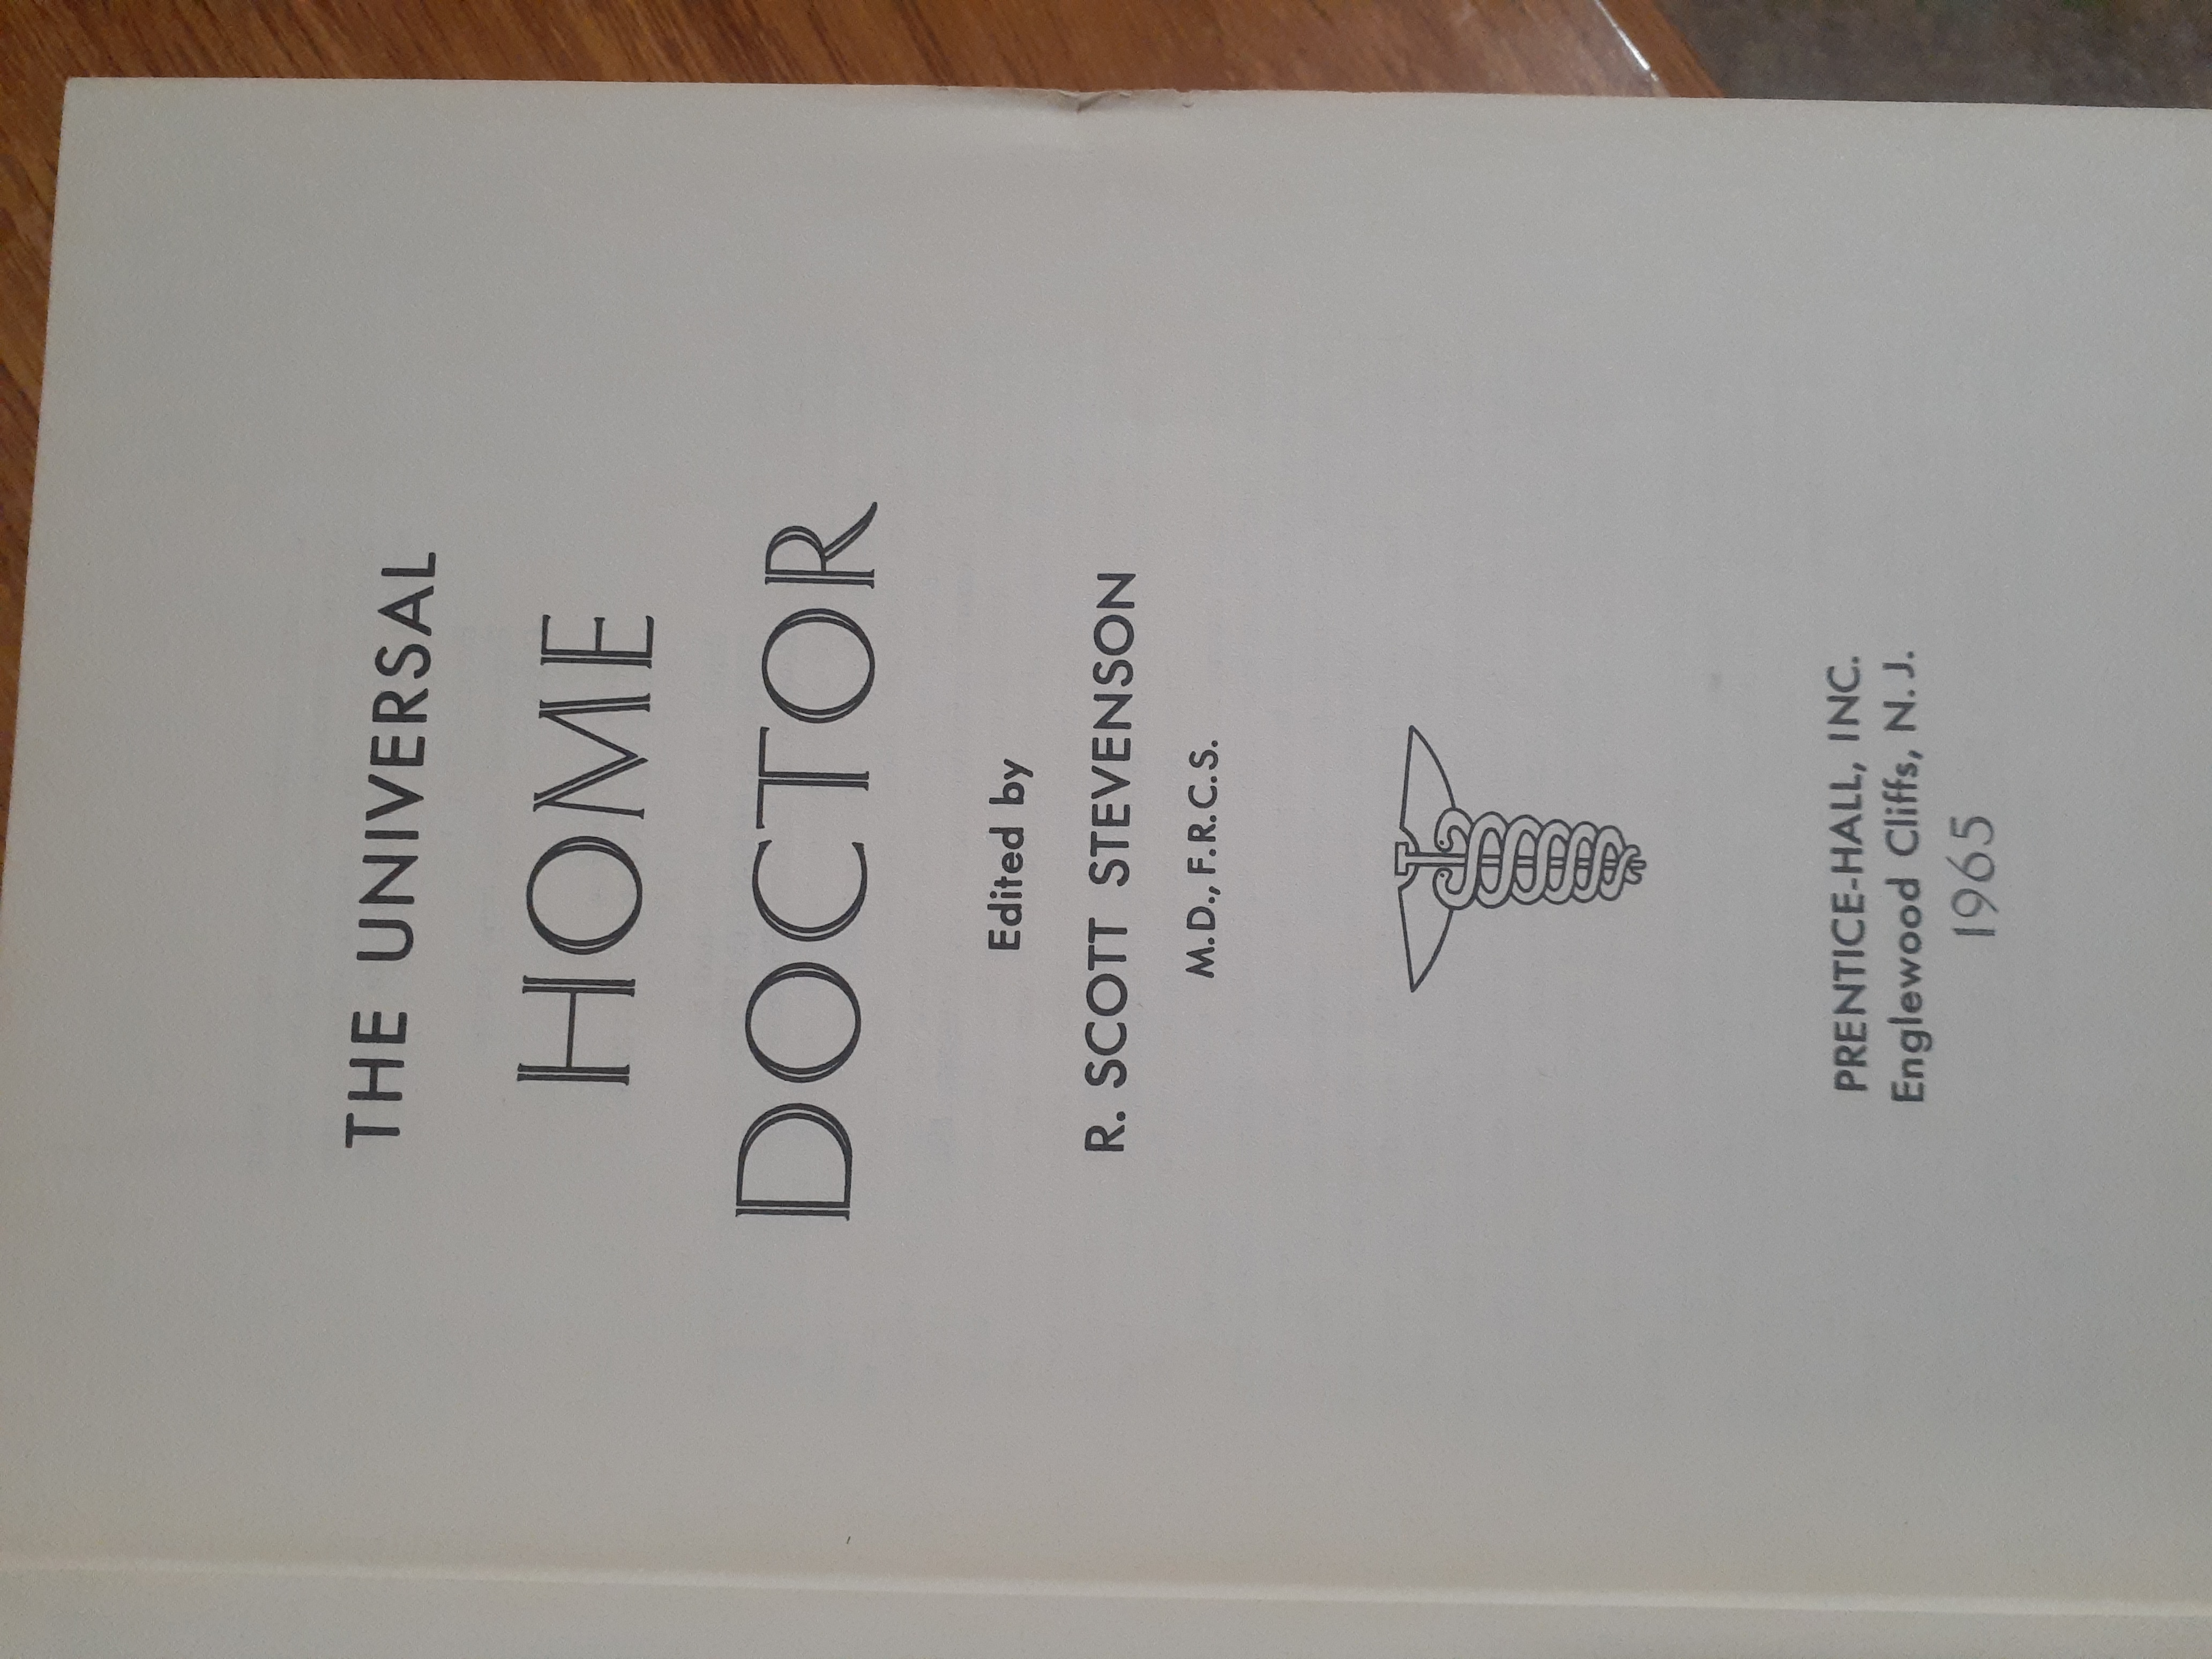 THE UNIVERSAL
HOME
DOCTOR
Edited by
R. SCOTT STEVENSON
M.D., F.R.C.S.
PRENTICE-HALL, INC.
Englewood Cliffs, N. J.
1965